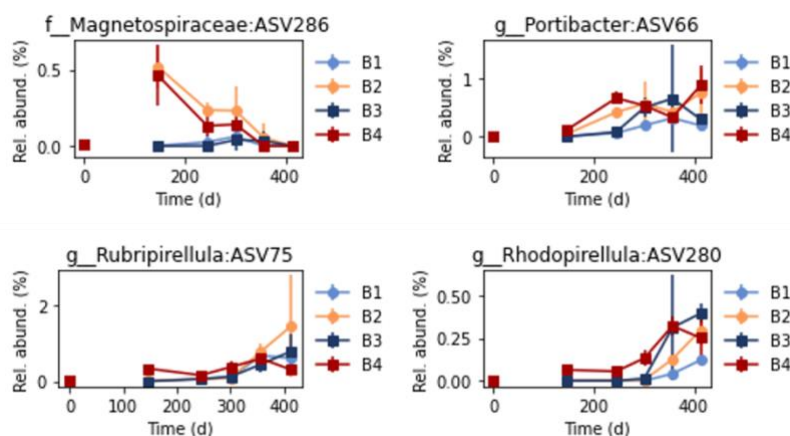 f__Magnetospiraceae:ASV286
Rel. abund. (%)
0.5
0.0
0 200 400
Time (d)
B1
B2
B3
B4
g__Portibacter:ASV66
Rel. abund. (%)
1
0
0 200 400
Time (d)
B1
B2
B3
B4
g__Rubripirellula:ASV75
Rel. abund. (%)
2
0
0 100 200 300 400
Time (d)
B1
B2
B3
B4
g__Rhodopirellula:ASV280
Rel. abund. (%)
0.50
0.25
0.00
0 200 400
Time (d)
B1
B2
B3
B4